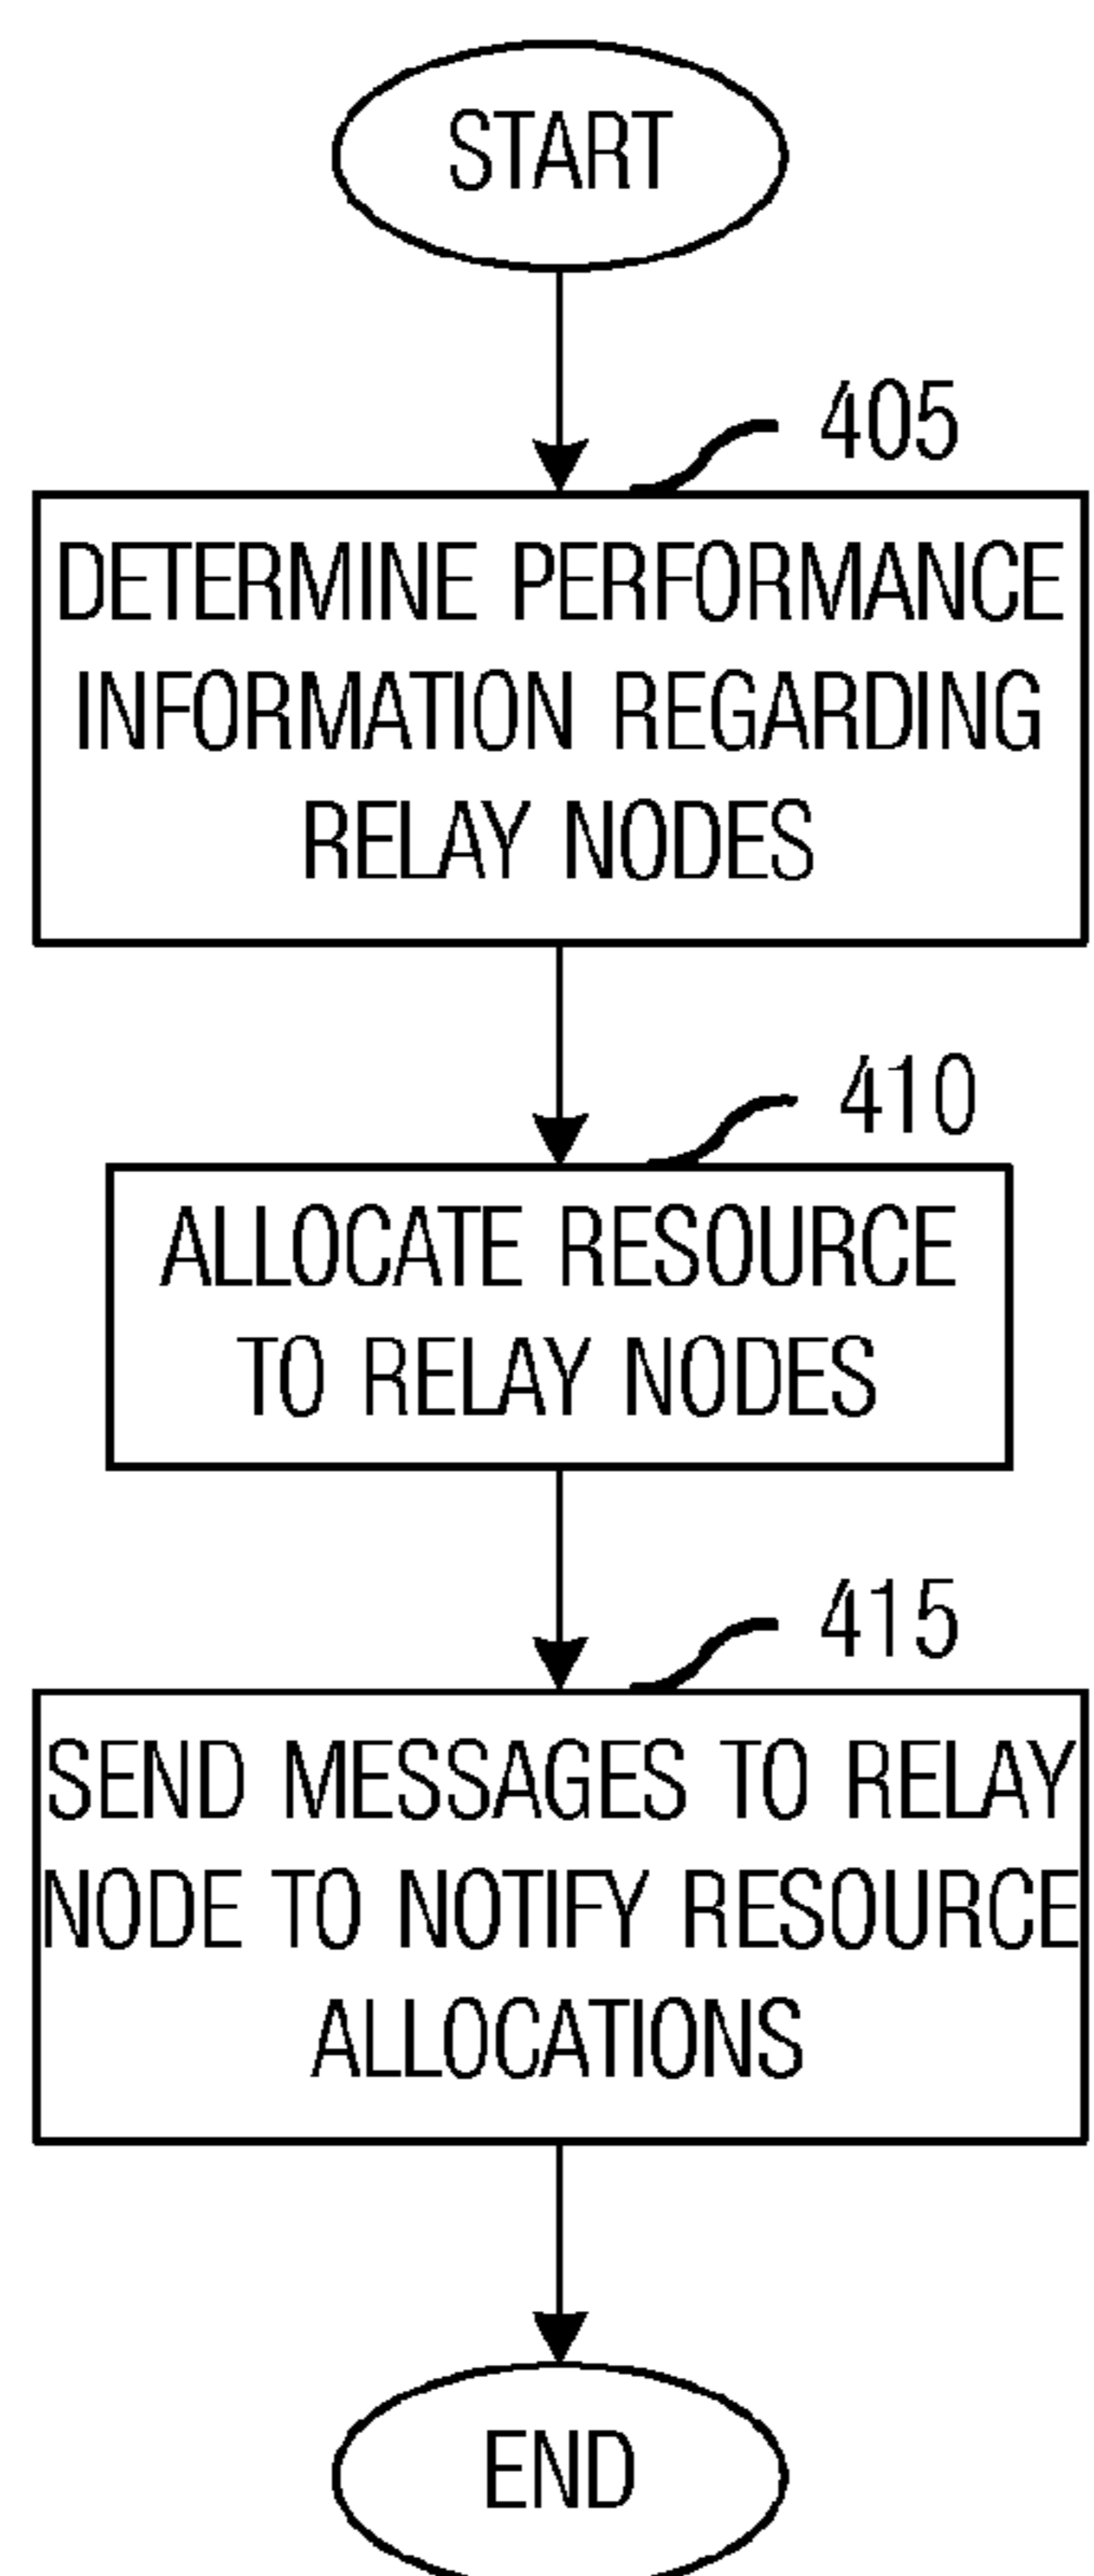 START
405
DETERMINE PERFORMANCE
INFORMATION REGARDING
RELAY NODES
410
ALLOCATE RESOURCE
TO RELAY NODES
415
SEND MESSAGES TO RELAY
NODE TO NOTIFY RESOURCE
ALLOCATIONS
END